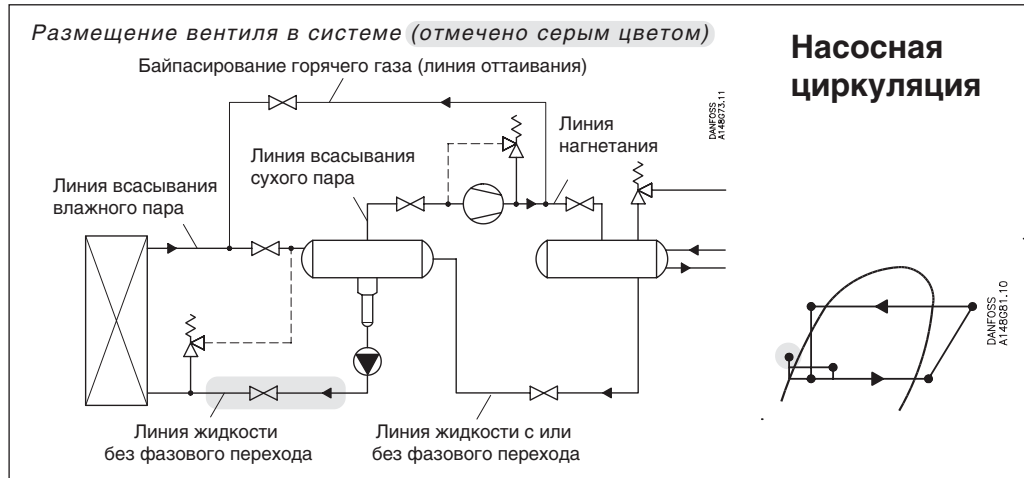 Размещение вентиля в системе (отмечено серым цветом)
Насосная
циркуляция
Байпасирование горячего газа (линия оттаивания)
DANFOSS
A148G73.11
Линия
нагнетания
Линия всасывания
сухого пара
Линия всасывания
влажного пара
DANFOSS
A148G81.10
Линия жидкости
без фазового перехода
Линия жидкости с или
без фазового перехода